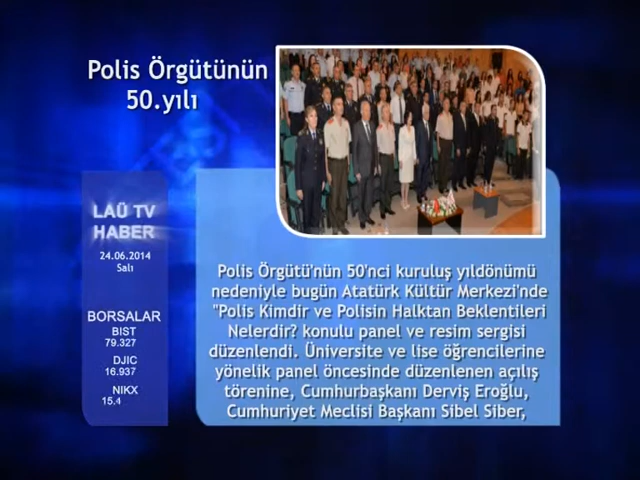 Polis Örgütünün
50.yılı
LAÜ TV
HABER
24.06.2014
Salı
BORSALAR
BIST
79.327
DJIC
16.937
NIKX
15.4
Polis Örgütü'nün 50'nci kuruluş yıldönümü
nedeniyle bugün Atatürk Kültür Merkezi'nde
"Polis Kimdir ve Polisin Halktan Beklentileri
Nelerdir? konulu panel ve resim sergisi
düzenlendi. Üniversite ve lise öğrencilerine
yönelik panel öncesinde düzenlenen açılış
törenine, Cumhurbaşkanı Derviş Eroğlu,
Cumhuriyet Meclisi Başkanı Sibel Siber,